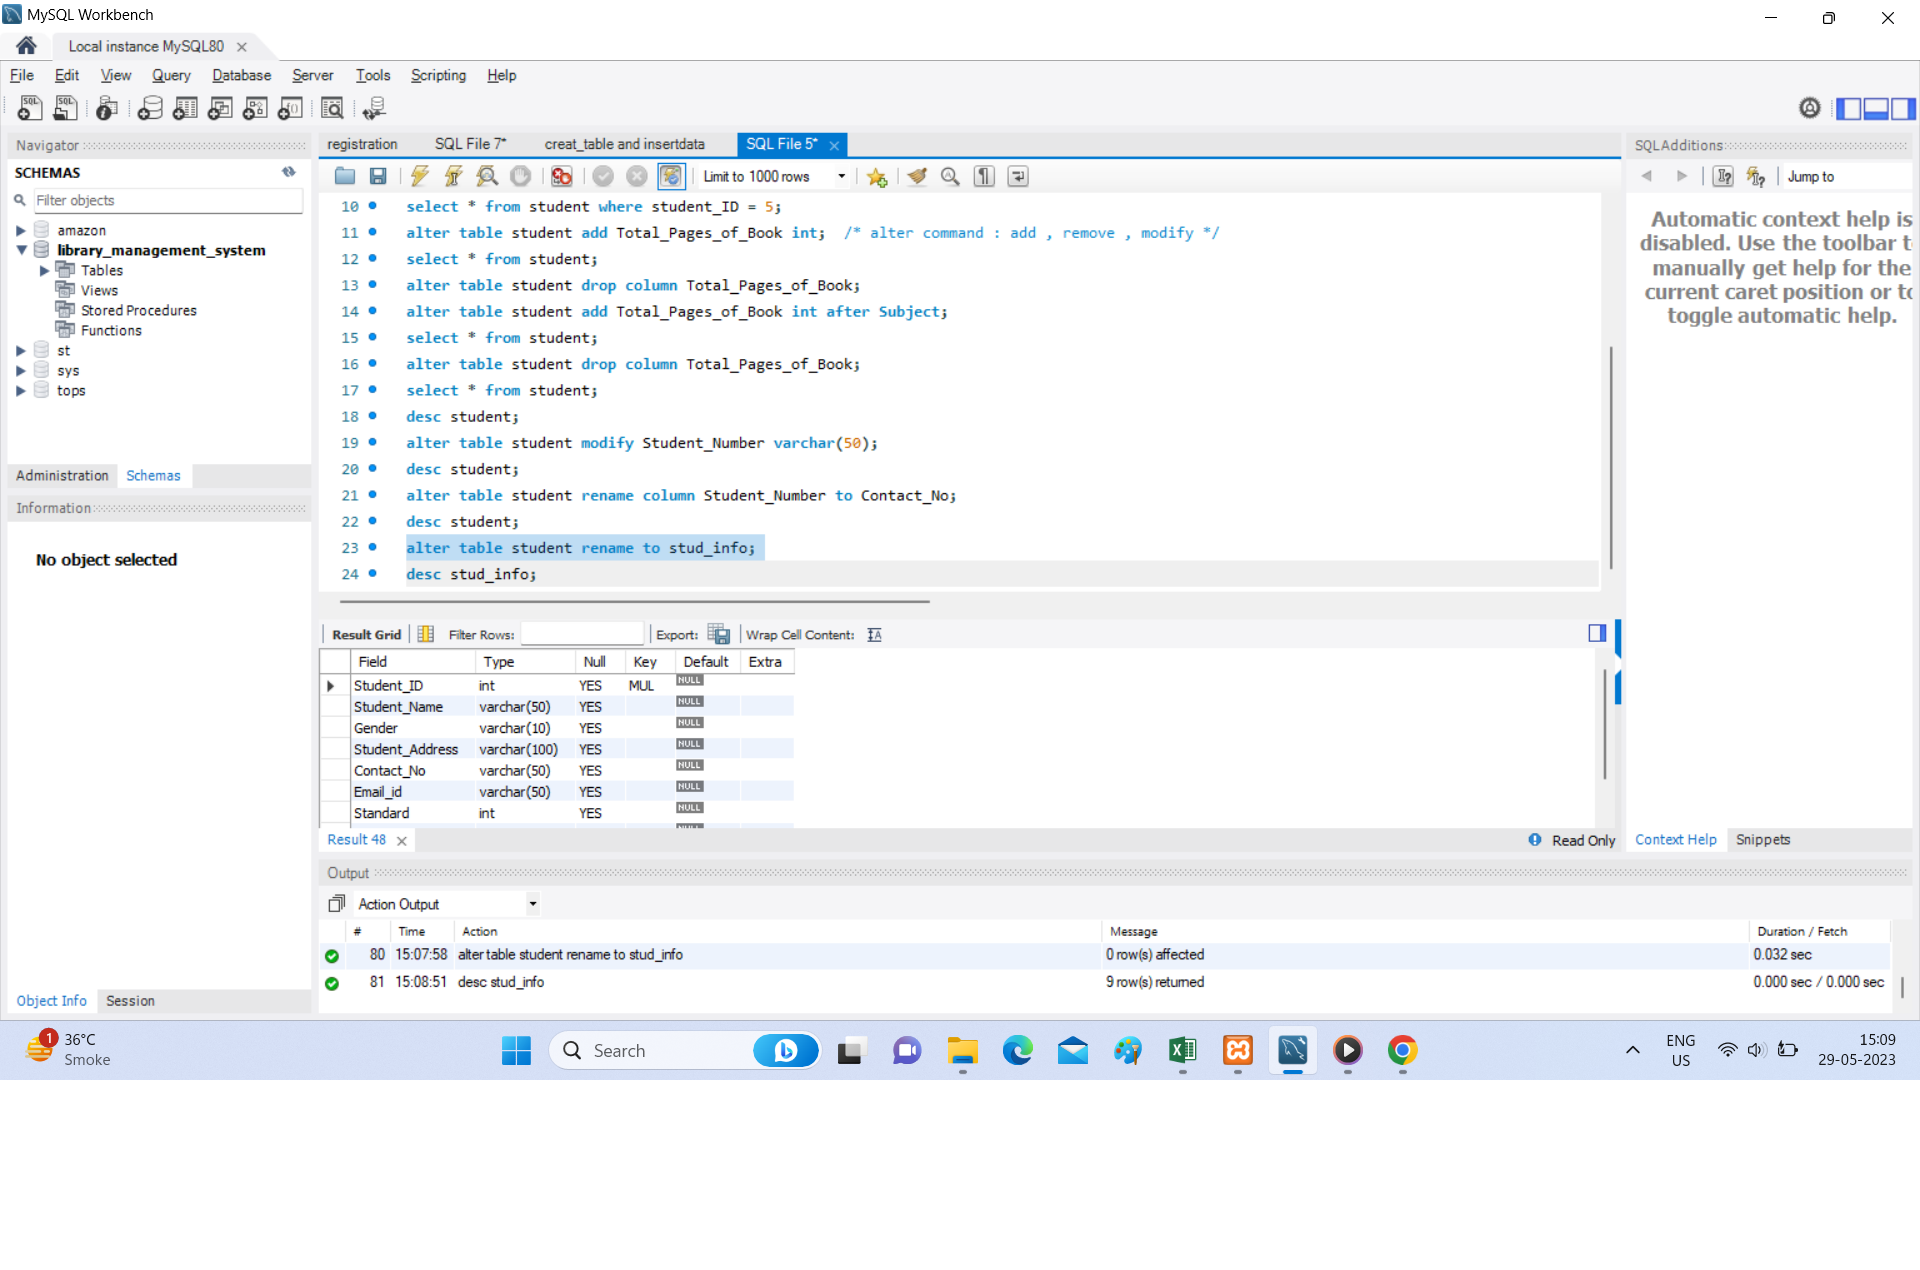 MySQL Workbench
Local instance MySQL80
File Edit View Query Database Server Tools Scripting Help
Navigator
SCHEMAS
Filter objects
amazon
library_management_system
Tables
Views
Stored Procedures
Functions
st
sys
tops
Administration Schemas
Information
No object selected
Object Info Session
registration SQL File 7* creat_table and insertdata SQL File 5*
Limit to 1000 rows
10 select * from student where student_ID = 5;
11 alter table student add Total_Pages_of_Book int; /* alter command : add , remove , modify */
12 select * from student;
13 alter table student drop column Total_Pages_of_Book;
14 alter table student add Total_Pages_of_Book int after Subject;
15 select * from student;
16 alter table student drop column Total_Pages_of_Book;
17 select * from student;
18 desc student;
19 alter table student modify Student_Number varchar(50);
20 desc student;
21 alter table student rename column Student_Number to Contact_No;
22 desc student;
23 alter table student rename to stud_info;
24 desc stud_info;
Result Grid Filter Rows: Export: Wrap Cell Content:
Field Type Null Key Default Extra
Student_ID int YES MUL NULL
Student_Name varchar(50) YES NULL
Gender varchar(10) YES NULL
Student_Address varchar(100) YES NULL
Contact_No varchar(50) YES NULL
Email_id varchar(50) YES NULL
Standard int YES NULL
Result 48
Read Only
SQLAdditions
Jump to
Automatic context help is
disabled. Use the toolbar t
manually get help for the
current caret position or to
toggle automatic help.
Context Help Snippets
Output
Action Output
# Time Action Message Duration / Fetch
80 15:07:58 alter table student rename to stud_info 0 row(s) affected 0.032 sec
81 15:08:51 desc stud_info 9 row(s) returned 0.000 sec / 0.000 sec
1
36°C
Smoke
Search
ENG
US
15:09
29-05-2023